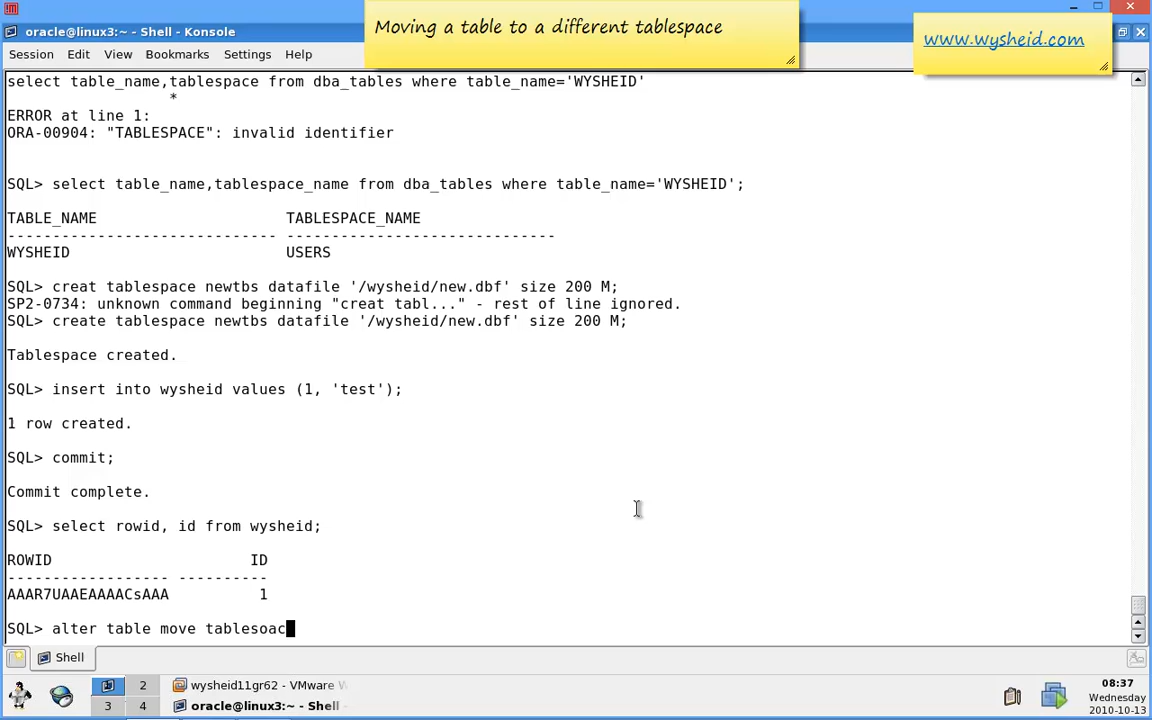 Moving a table to a different tablespace
www.wysheid.com
oracle@linux3:~ - Shell - Konsole
Session Edit View Bookmarks Settings Help
select table_name,tablespace from dba_tables where table_name='WYSHEID'
*
ERROR at line 1:
ORA-00904: "TABLESPACE": invalid identifier
SQL> select table_name,tablespace_name from dba_tables where table_name='WYSHEID';
TABLE_NAME TABLESPACE_NAME
------------------------------ ------------------------------
WYSHEID USERS
SQL> creat tablespace newtbs datafile '/wysheid/new.dbf' size 200 M;
SP2-0734: unknown command beginning "creat tabl..." - rest of line ignored.
SQL> create tablespace newtbs datafile '/wysheid/new.dbf' size 200 M;
Tablespace created.
SQL> insert into wysheid values (1, 'test');
1 row created.
SQL> commit;
Commit complete.
SQL> select rowid, id from wysheid;
ROWID ID
------------------ ----------
AAAR7UAAEAAAACsAAA 1
SQL> alter table move tablesoac
Shell
2
wysheid11gr62 - VMware W
08:37
3 4
oracle@linux3:~ - Shell
Wednesday
2010-10-13